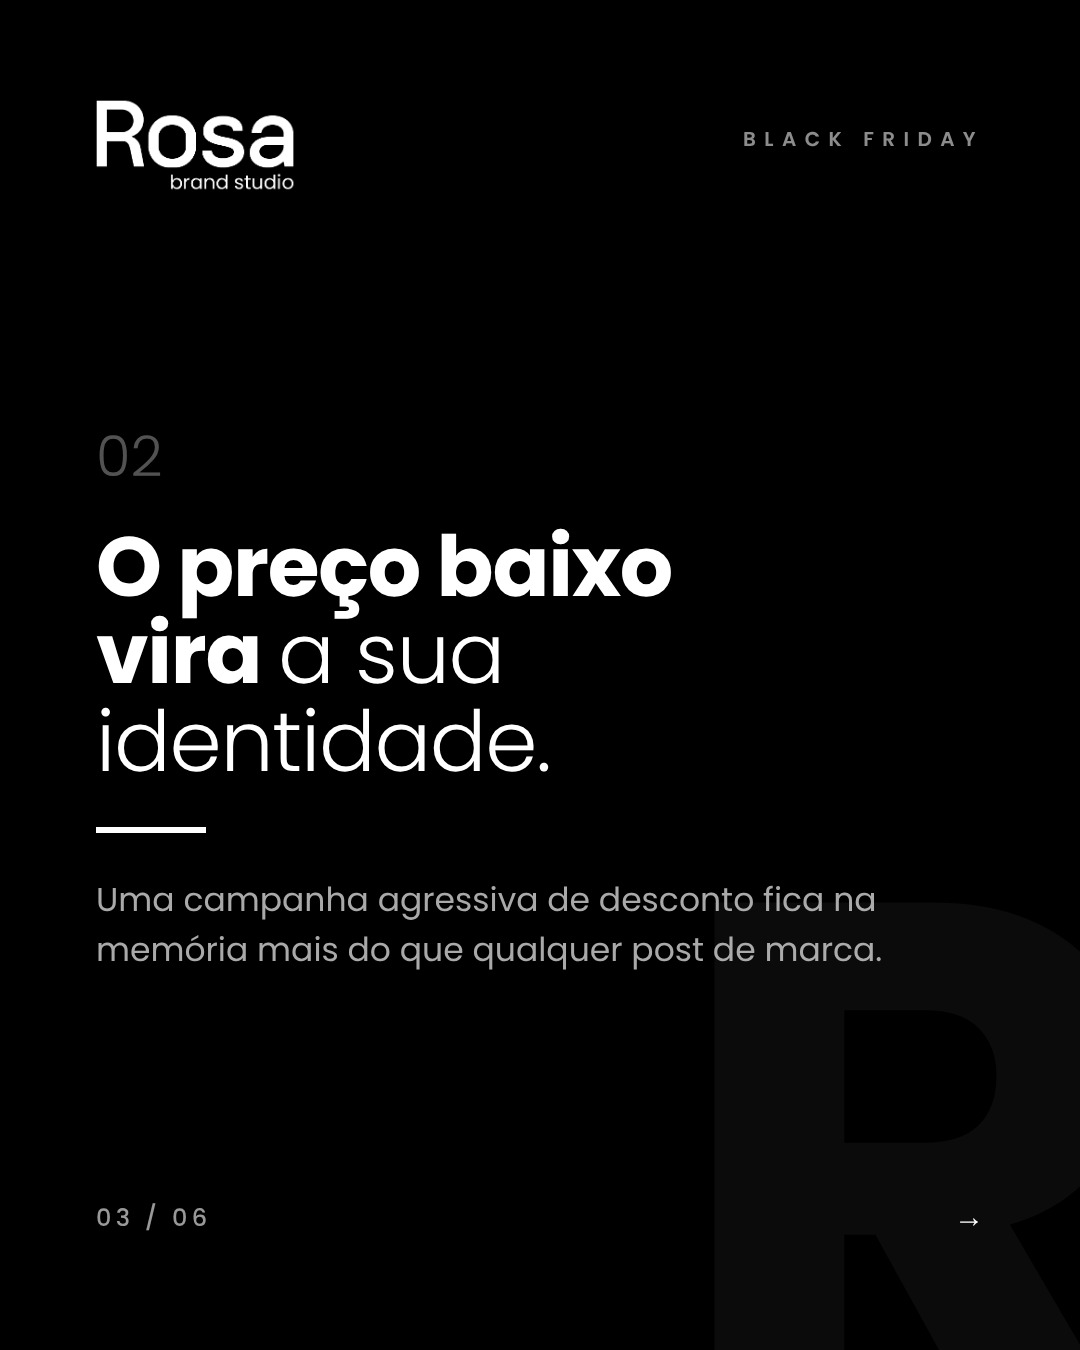 Rosa
brand studio
BLACK FRIDAY
02
O preço baixo
vira a sua
identidade.
Uma campanha agressiva de desconto fica na
memória mais do que qualquer post de marca.
R
03 / 06
→